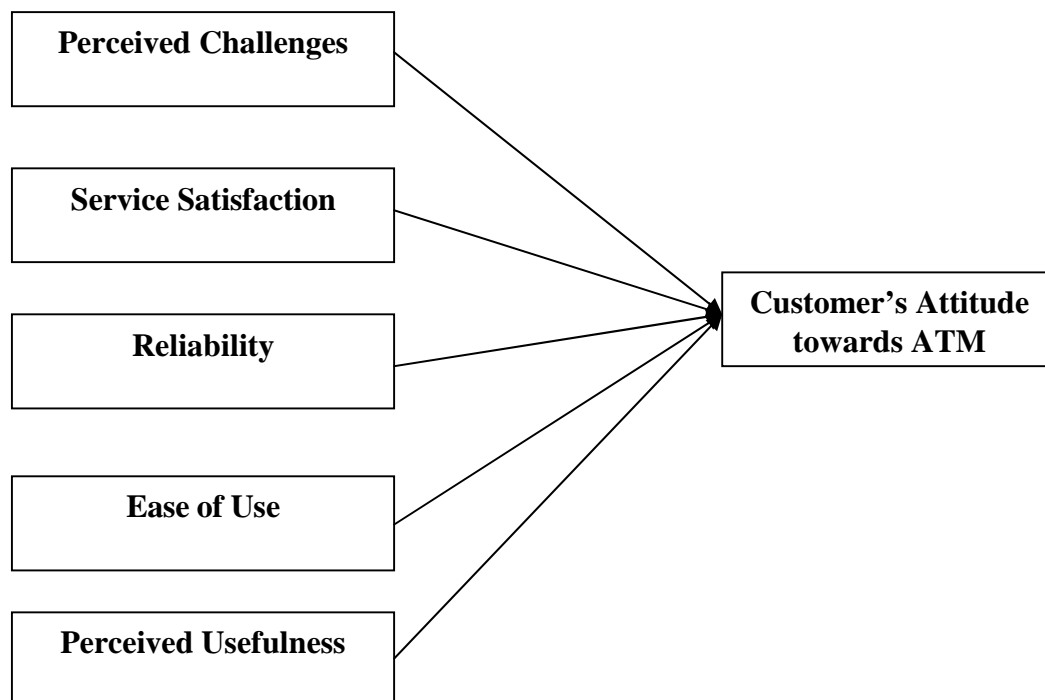 Perceived Challenges
Service Satisfaction
Reliability
Customer’s Attitude
towards ATM
Ease of Use
Perceived Usefulness